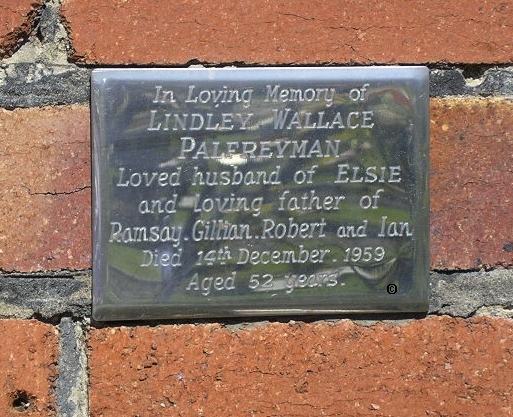 In Loving Memory of
LINDLEY WALLACE
PALFREYMAN
Loved husband of ELSIE
and loving father of
Ramsay. Gillian. Robert and Ian
Died 14th December. 1959
Aged 52 years.